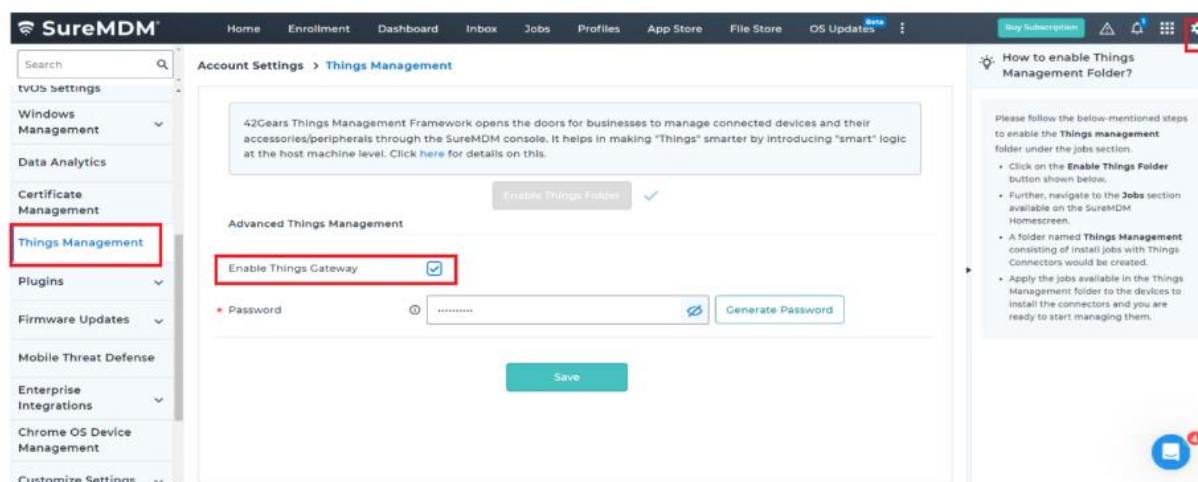 SureMDM
Home Enrollment Dashboard Inbox Jobs Profiles App Store File Store OS Updates Beta
Buy Subscription
Search
tvOS Settings
Windows
Management
Data Analytics
Certificate
Management
Things Management
Plugins
Firmware Updates
Mobile Threat Defense
Enterprise
Integrations
Chrome OS Device
Management
Customize Settings
Account Settings > Things Management
42Gears Things Management Framework opens the doors for businesses to manage connected devices and their
accessories/peripherals through the SureMDM console. It helps in making "Things" smarter by introducing "smart" logic
at the host machine level. Click here for details on this.
Enable Things Folder
Advanced Things Management
Enable Things Gateway
* Password
Generate Password
Save
How to enable Things
Management Folder?
Please follow the below-mentioned steps
to enable the Things management
folder under the jobs section.
• Click on the Enable Things Folder
button shown below.
• Further, navigate to the Jobs section
available on the SureMDM
Homescreen.
• A folder named Things Management
consisting of install jobs with Things
Connectors would be created.
• Apply the jobs available in the Things
Management folder to the devices to
install the connectors and you are
ready to start managing them.
4